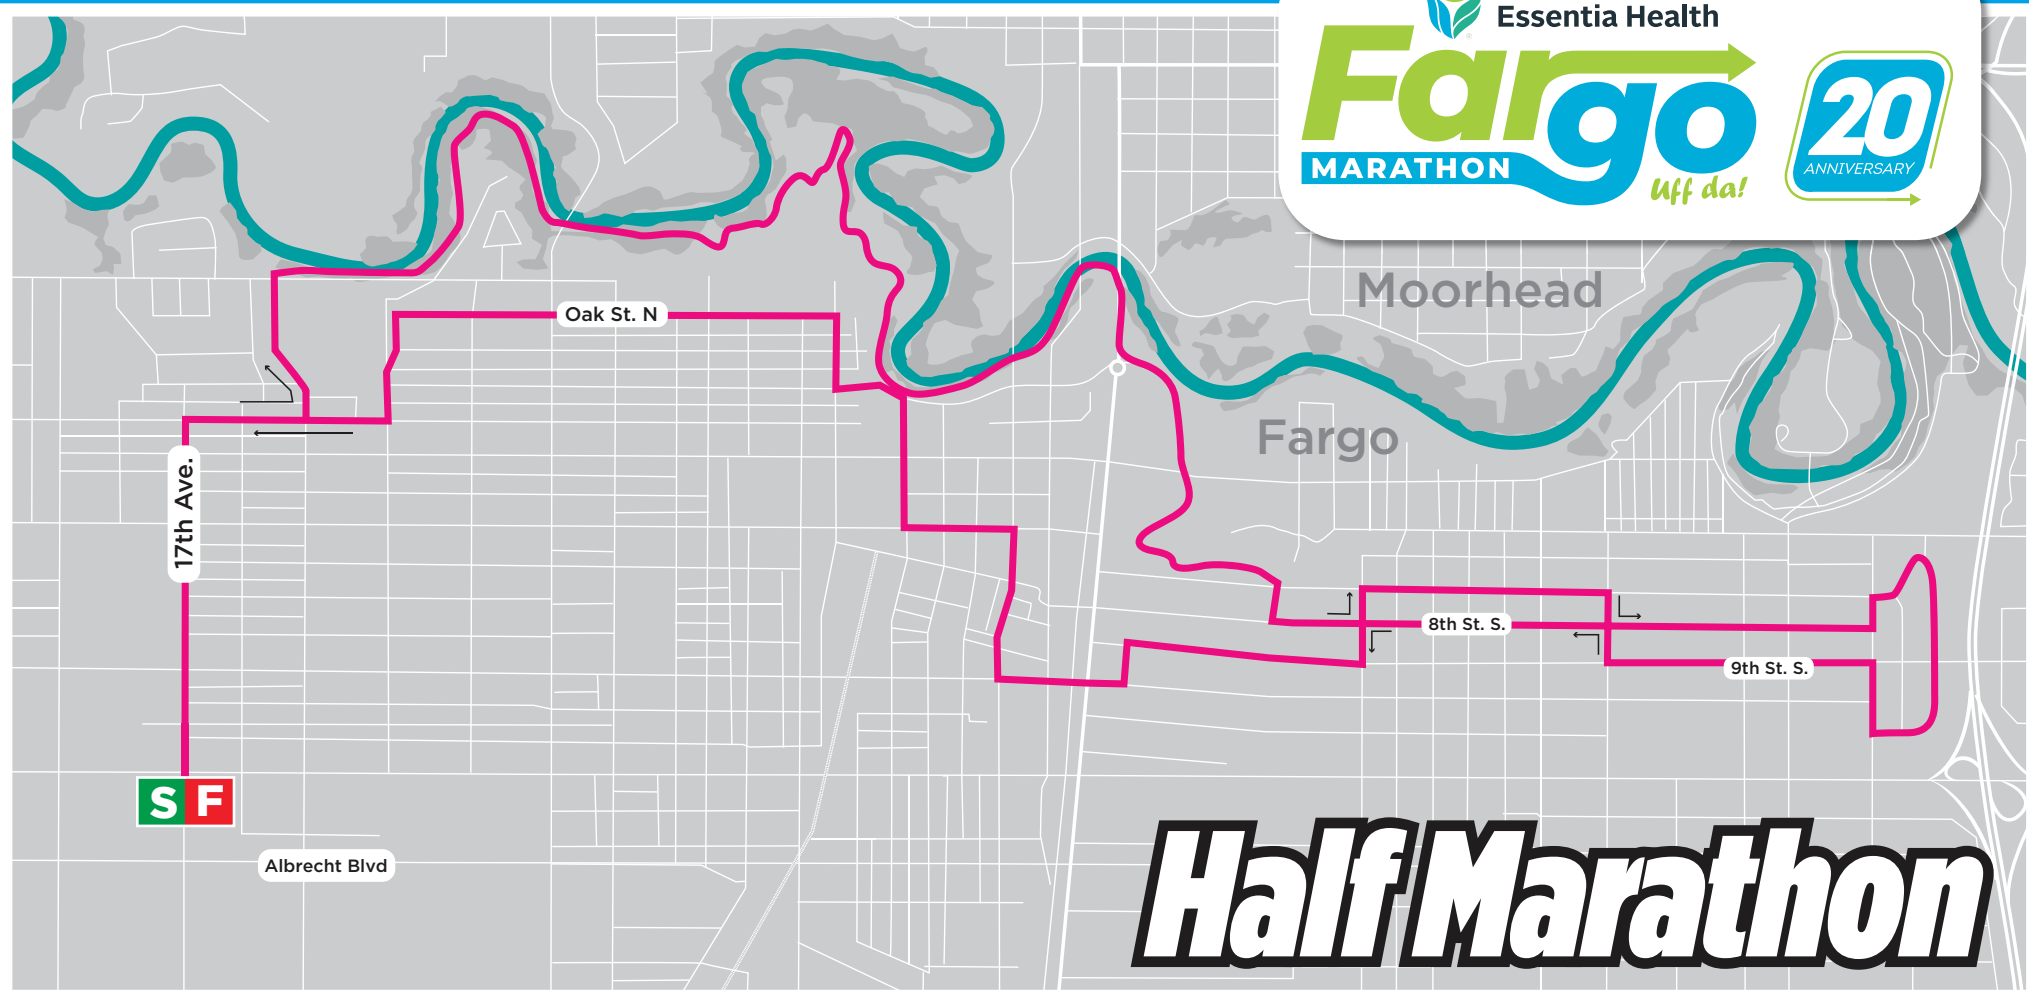 Essentia Health
Fargo
MARATHON
Uff da!
20
ANNIVERSARY
Moorhead
Oak St. N
Fargo
17th Ave.
8th St. S.
9th St. S.
S F
Albrecht Blvd
Half Marathon